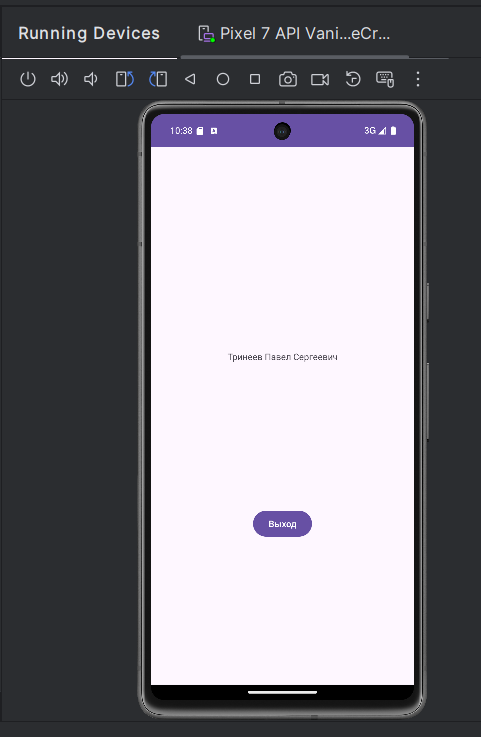 Running Devices
Pixel 7 API Vani...eCr...
10:38
3G
Тринеев Павел Сергеевич
Выход